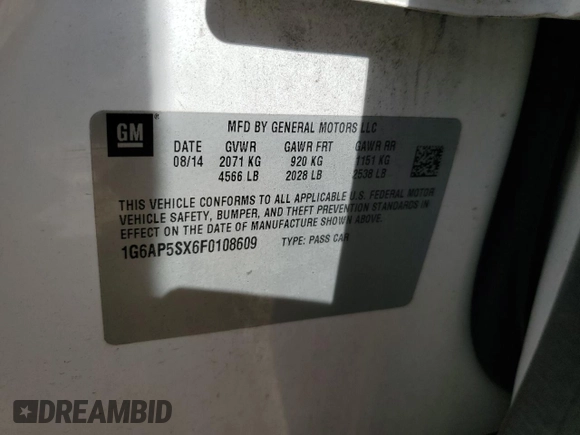 GM
MFD BY GENERAL MOTORS LLC
DATE GVWR GAWR FRT GAWR RR
08/14 2071 KG 920 KG 1151 KG
4566 LB 2028 LB 2538 LB
THIS VEHICLE CONFORMS TO ALL APPLICABLE U.S. FEDERAL MOTOR
VEHICLE SAFETY, BUMPER, AND THEFT PREVENTION STANDARDS IN
EFFECT ON THE DATE OF MANUFACTURE SHOWN ABOVE.
1G6AP5SX6F0108609 TYPE: PASS CAR
DREAMBID